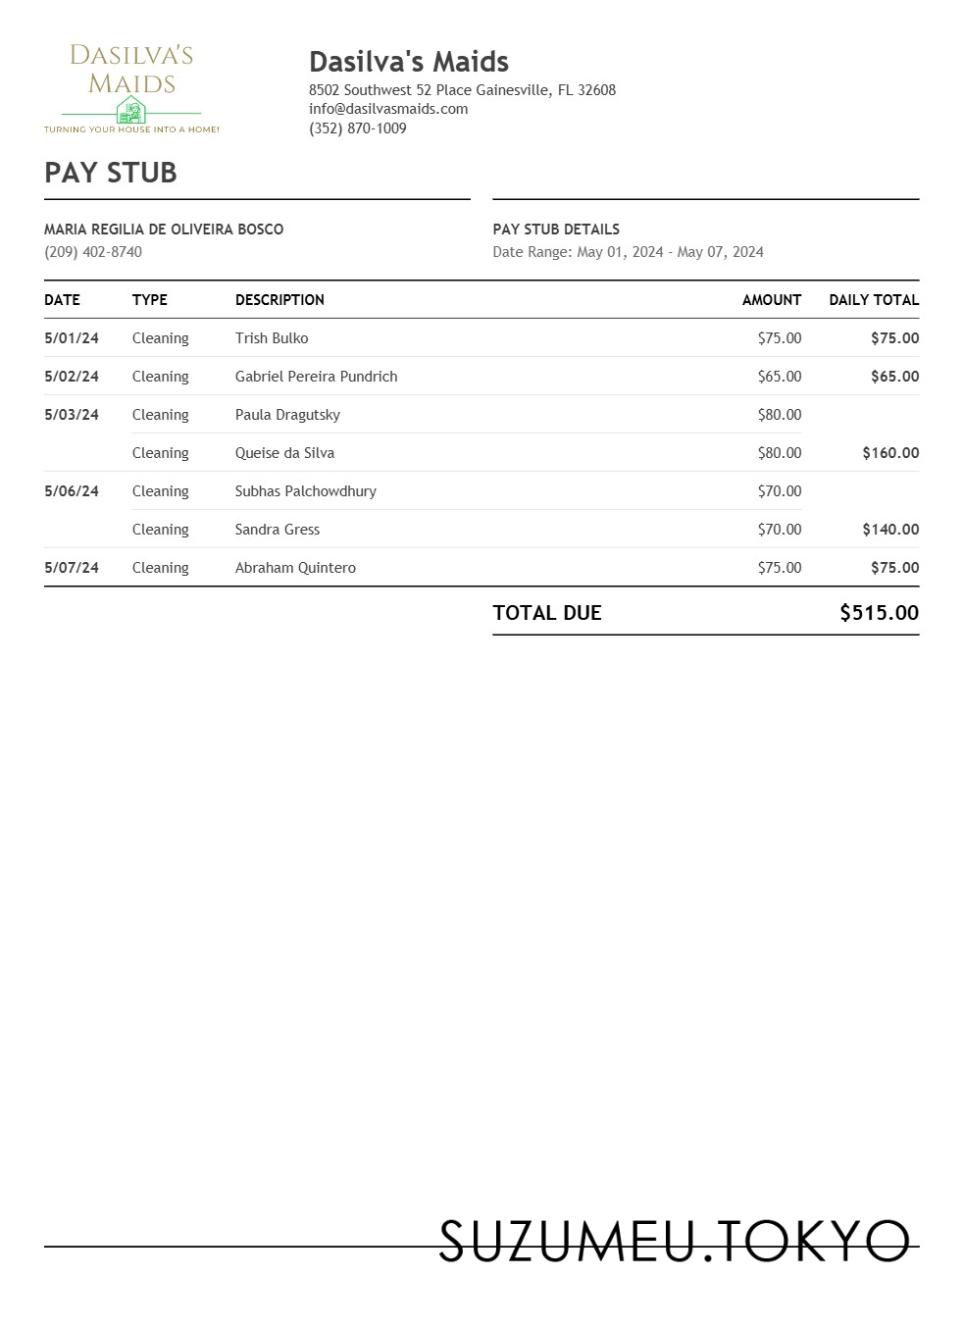 DASILVA'S
MAIDS
TURNING YOUR HOUSE INTO A HOME!
Dasilva's Maids
8502 Southwest 52 Place Gainesville, FL 32608
info@dasilvasmaids.com
(352) 870-1009
PAY STUB
MARIA REGILIA DE OLIVEIRA BOSCO
(209) 402-8740
PAY STUB DETAILS
Date Range: May 01, 2024 - May 07, 2024
DATE TYPE DESCRIPTION AMOUNT DAILY TOTAL
5/01/24 Cleaning Trish Bulko $75.00 $75.00
5/02/24 Cleaning Gabriel Pereira Pundrich $65.00 $65.00
5/03/24 Cleaning Paula Dragutsky $80.00
Cleaning Queise da Silva $80.00 $160.00
5/06/24 Cleaning Subhas Palchowdhury $70.00
Cleaning Sandra Gress $70.00 $140.00
5/07/24 Cleaning Abraham Quintero $75.00 $75.00
TOTAL DUE $515.00
SUZUMEU.TOKYO